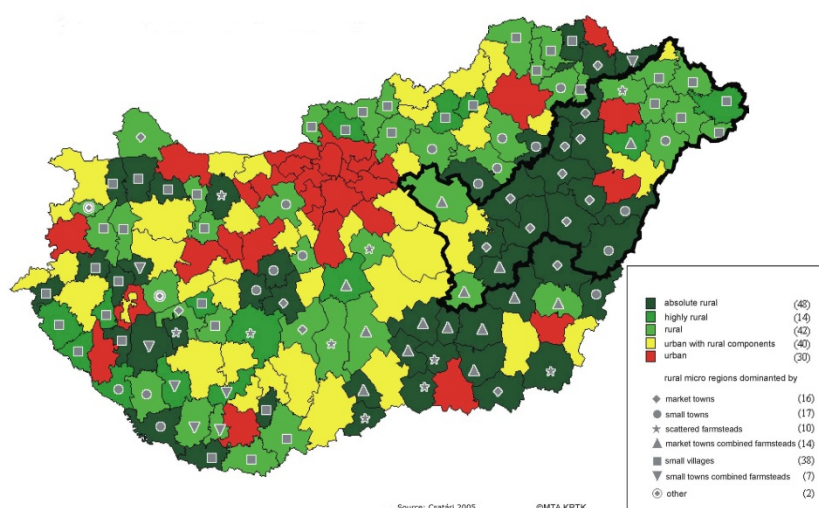 absolute rural (48)
highly rural (14)
rural (42)
urban with rural components (40)
urban (30)
rural micro regions dominated by
market towns (16)
small towns (17)
scattered farmsteads (10)
market towns combined farmsteads (14)
small villages (38)
small towns combined farmsteads (7)
other (2)
Source: Csatári 2005 ©MTA KRTK